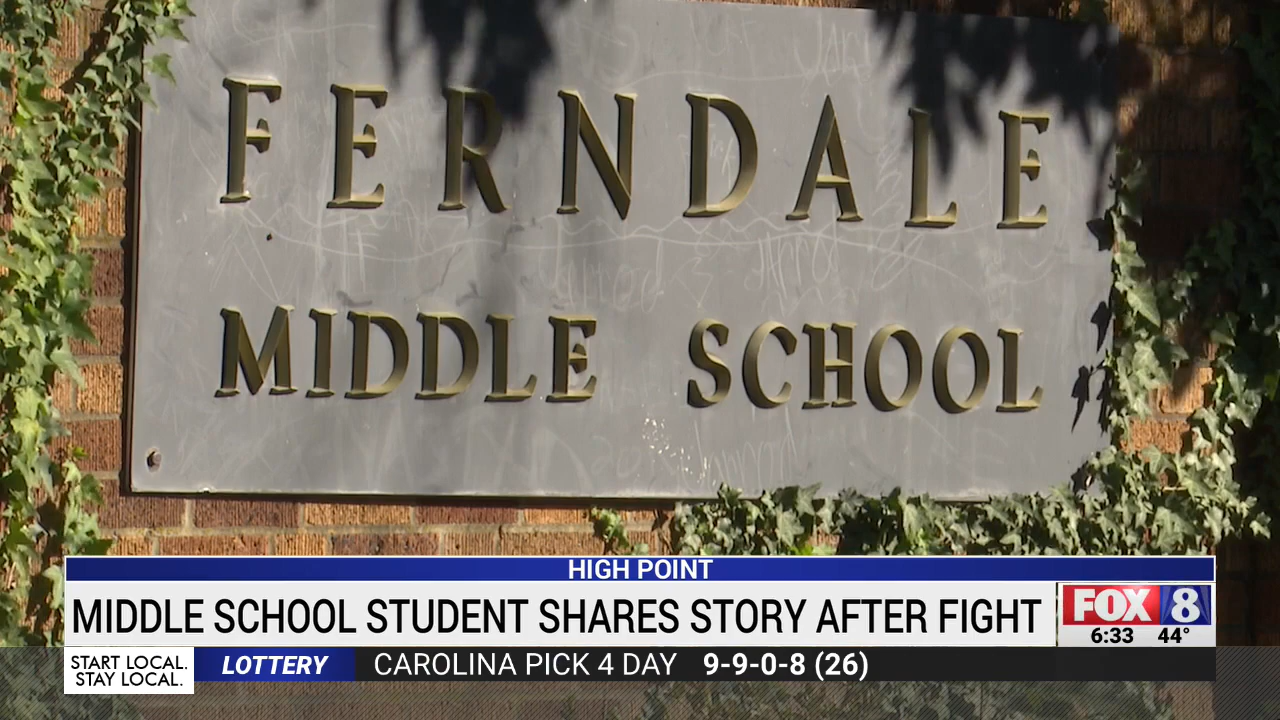 FERNDALE
MIDDLE SCHOOL
HIGH POINT
MIDDLE SCHOOL STUDENT SHARES STORY AFTER FIGHT
FOX 8
6:33 44°
START LOCAL.
STAY LOCAL.
LOTTERY CAROLINA PICK 4 DAY 9-9-0-8 (26)